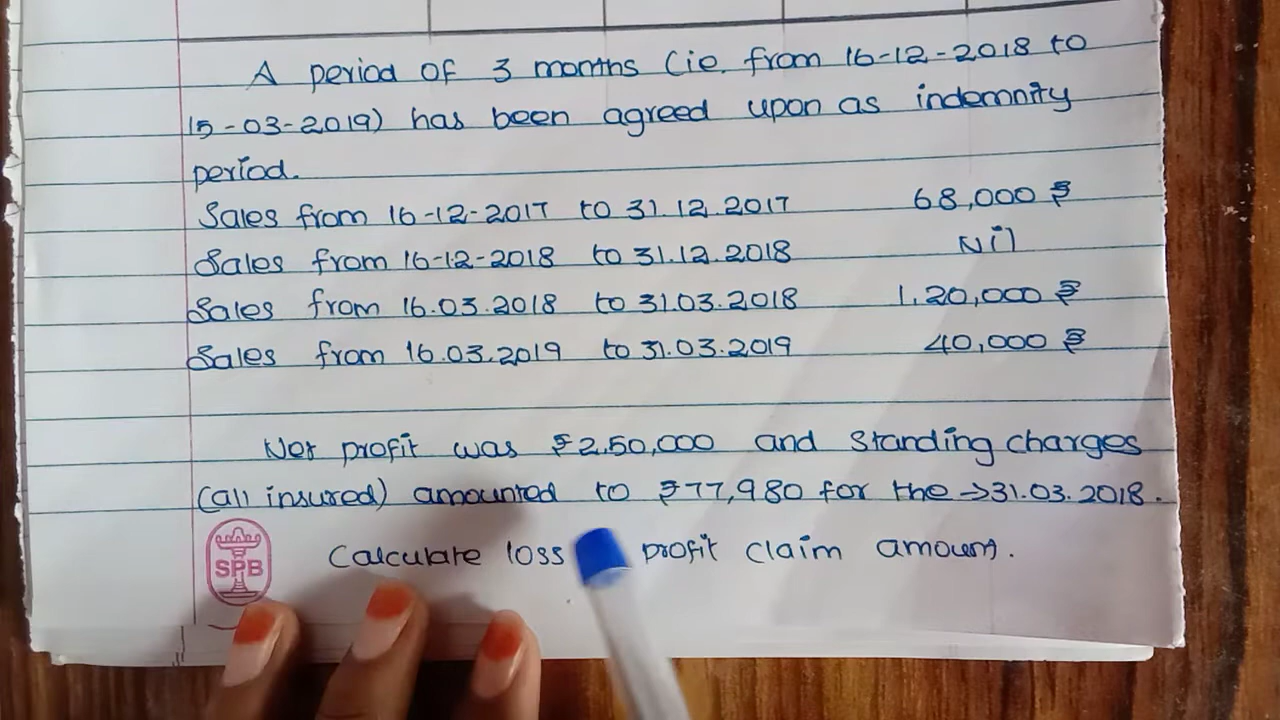 A period of 3 months (ie. from 16-12-2018 to
15-03-2019) has been agreed upon as indemnity
period.
Sales from 16-12-2017 to 31.12.2017 68,000 ₹
Sales from 16-12-2018 to 31.12.2018 Nil
Sales from 16.03.2018 to 31.03.2018 1,20,000 ₹
Sales from 16.03.2019 to 31.03.2019 40,000 ₹
Net profit was ₹2,50,000 and standing charges
(all insured) amounted to ₹77,980 for the →31.03.2018.
Calculate loss profit claim amount.
SPB